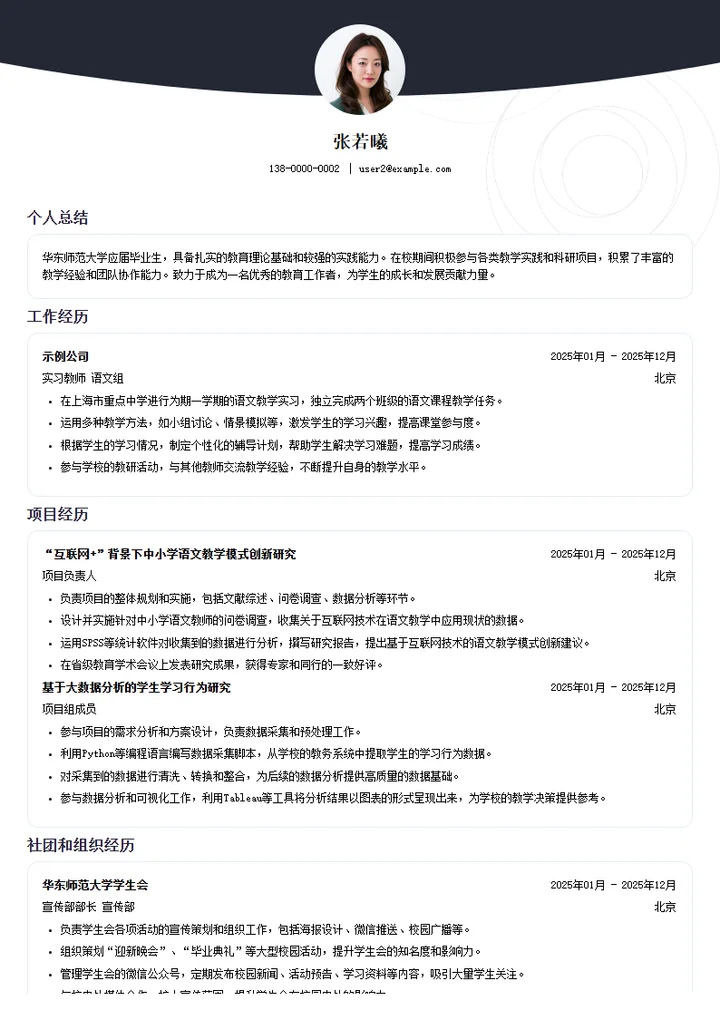 张若曦
138-0000-0002 | user2@example.com
个人总结
华东师范大学应届毕业生，具备扎实的教育理论基础和较强的实践能力。在校期间积极参与各类教学实践和科研项目，积累了丰富的
教学经验和团队协作能力。致力于成为一名优秀的教育工作者，为学生的成长和发展贡献力量。
工作经历
示例公司 2025年01月 - 2025年12月
实习教师 语文组 北京
• 在上海市重点中学进行为期一学期的语文教学实习，独立完成两个班级的语文课程教学任务。
• 运用多种教学方法，如小组讨论、情景模拟等，激发学生的学习兴趣，提高课堂参与度。
• 根据学生的学习情况，制定个性化的辅导计划，帮助学生解决学习难题，提高学习成绩。
• 参与学校的教研活动，与其他教师交流教学经验，不断提升自身的教学水平。
项目经历
“互联网+”背景下中小学语文教学模式创新研究 2025年01月 - 2025年12月
项目负责人 北京
• 负责项目的整体规划和实施，包括文献综述、问卷调查、数据分析等环节。
• 设计并实施针对中小学语文教师的问卷调查，收集关于互联网技术在语文教学中应用现状的数据。
• 运用SPSS等统计软件对收集到的数据进行分析，撰写研究报告，提出基于互联网技术的语文教学模式创新建议。
• 在省级教育学术会议上发表研究成果，获得专家和同行的一致好评。
基于大数据分析的学生学习行为研究 2025年01月 - 2025年12月
项目组成员 北京
• 参与项目的需求分析和方案设计，负责数据采集和预处理工作。
• 利用Python等编程语言编写数据采集脚本，从学校的教务系统中提取学生的学习行为数据。
• 对采集到的数据进行清洗、转换和整合，为后续的数据分析提供高质量的数据基础。
• 参与数据分析和可视化工作，利用Tableau等工具将分析结果以图表的形式呈现出来，为学校的教学决策提供参考。
社团和组织经历
华东师范大学学生会 2025年01月 - 2025年12月
宣传部部长 宣传部 北京
• 负责学生会各项活动的宣传策划和组织工作，包括海报设计、微信推送、校园广播等。
• 组织策划“迎新晚会”、“毕业典礼”等大型校园活动，提升学生会的知名度和影响力。
• 管理学生会的微信公众号，定期发布校园新闻、活动预告、学习资料等内容，吸引大量学生关注。